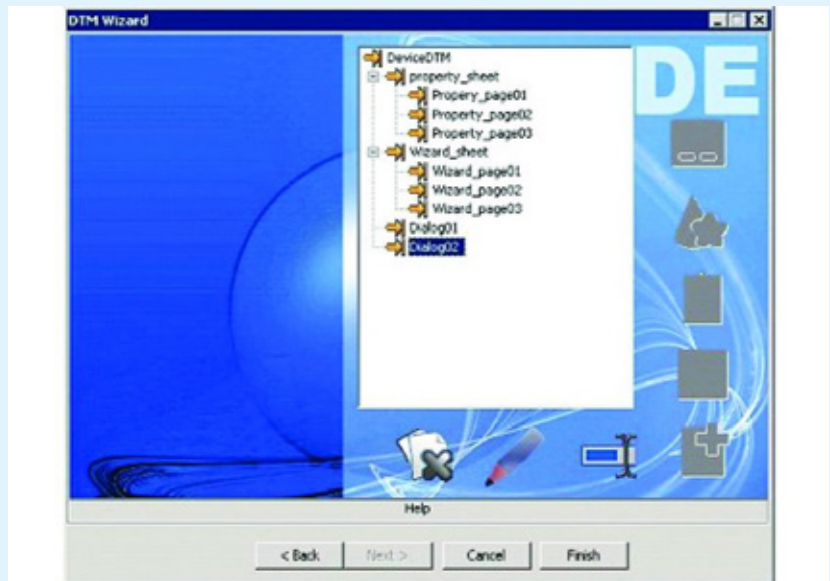 DTM Wizard
DE
DeviceDTM
property_sheet
Propery_page01
Property_page02
Property_page03
Wizard_sheet
Wizard_page01
Wizard_page02
Wizard_page03
Dialog01
Dialog02
Help
< Back
Next >
Cancel
Finish